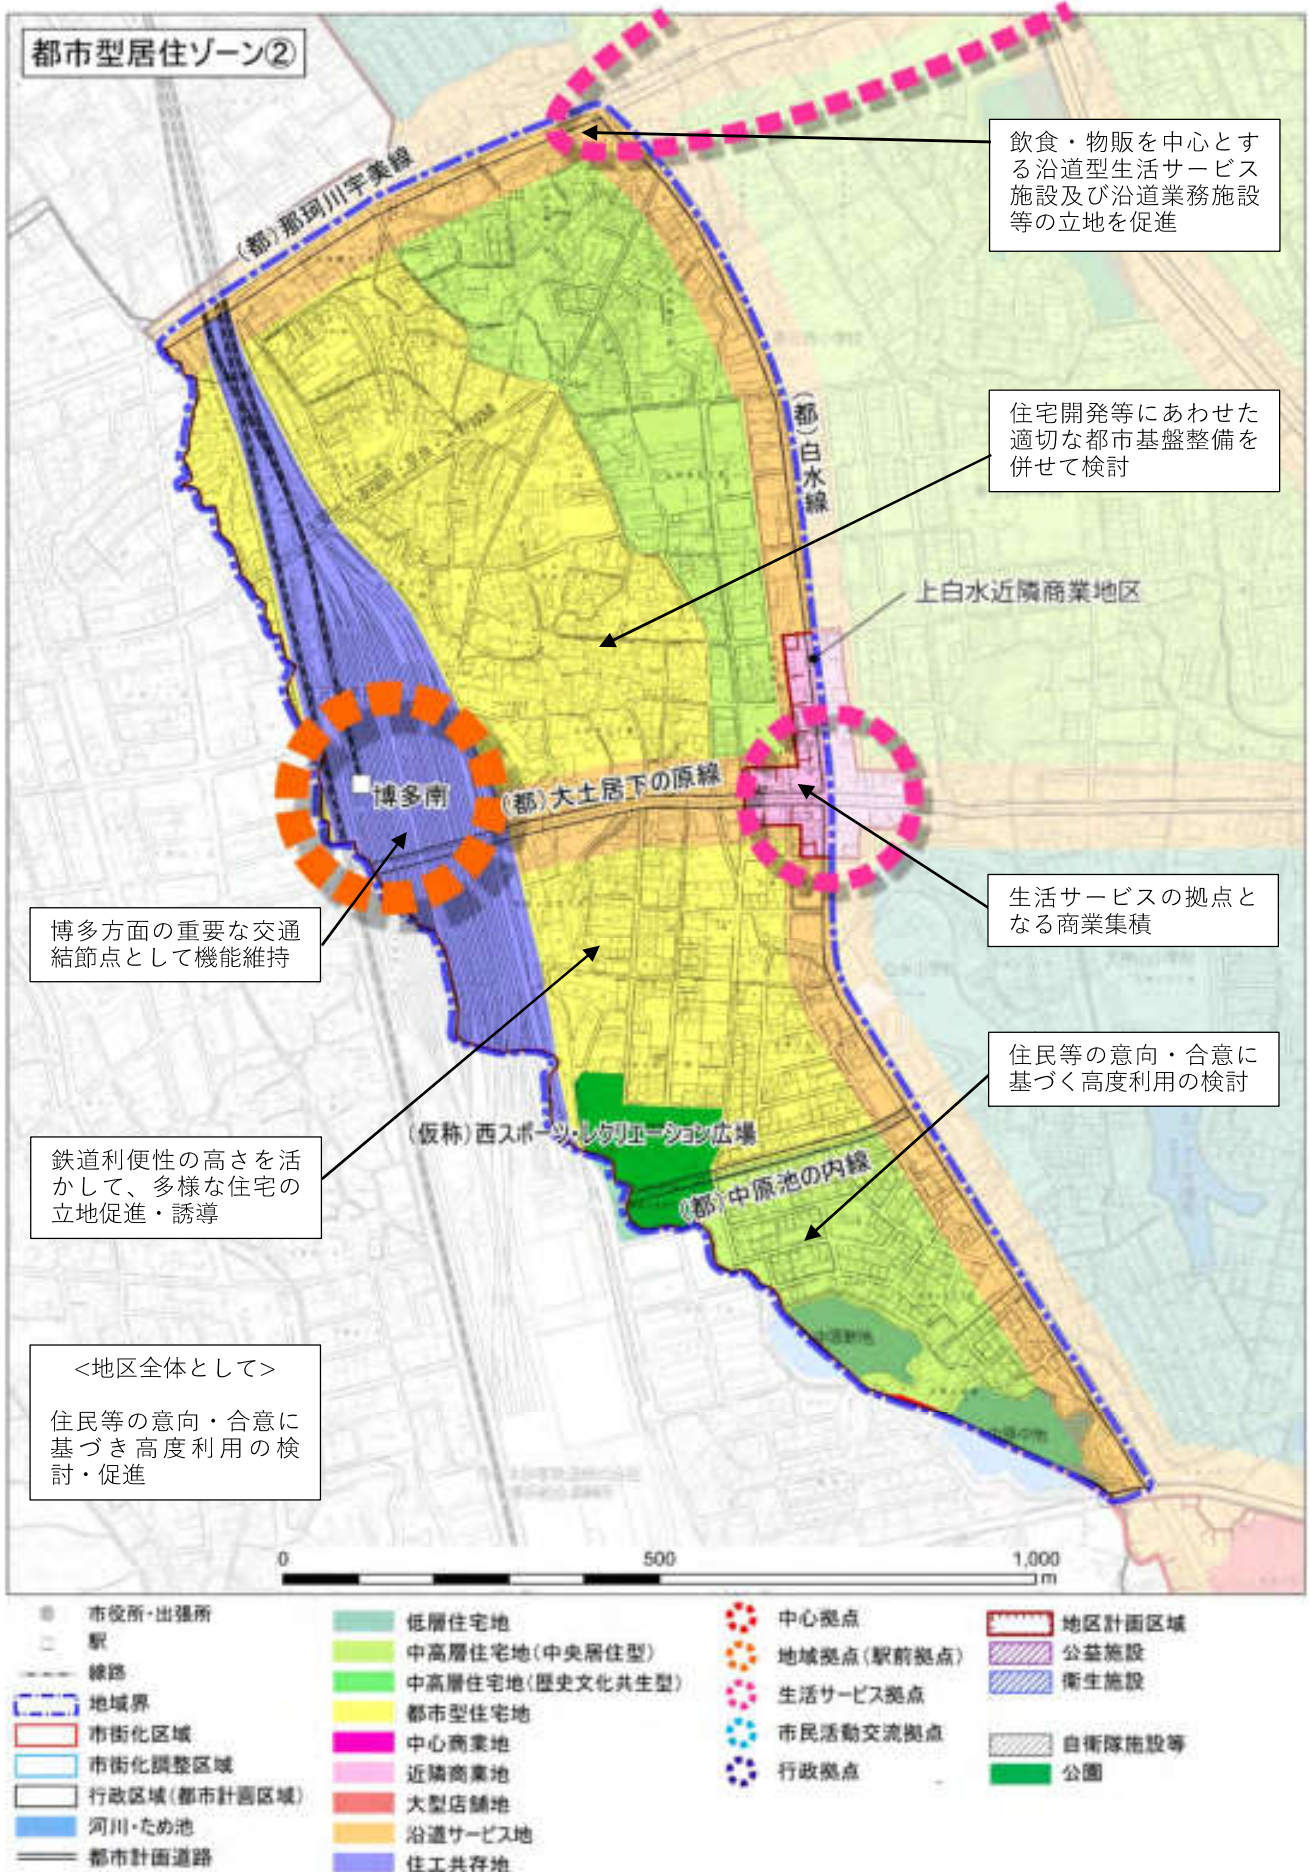 都市型居住ゾーン②
飲食・物販を中心とす
る沿道型生活サービス
施設及び沿道業務施設
等の立地を促進
(都)那珂川宇美線
住宅開発等にあわせた
適切な都市基盤整備を
併せて検討
(都)白水線
上白水近隣商業地区
博多南
(都)大土居下の原線
生活サービスの拠点と
なる商業集積
博多方面の重要な交通
結節点として機能維持
住民等の意向・合意に
基づく高度利用の検討
(仮称)西スポーツ・レクリエーション広場
鉄道利便性の高さを活
かして、多様な住宅の
立地促進・誘導
(都)中原池の内線
<地区全体として>
住民等の意向・合意に
基づき高度利用の検
討・促進
0 500 1,000
m
市役所・出張所
駅
線路
地域界
市街化区域
市街化調整区域
行政区域(都市計画区域)
河川・ため池
都市計画道路
低層住宅地
中高層住宅地(中央居住型)
中高層住宅地(歴史文化共生型)
都市型住宅地
中心商業地
近隣商業地
大型店舗地
沿道サービス地
住工共存地
中心拠点
地域拠点(駅前拠点)
生活サービス拠点
市民活動交流拠点
行政拠点
地区計画区域
公益施設
衛生施設
自衛隊施設等
公園